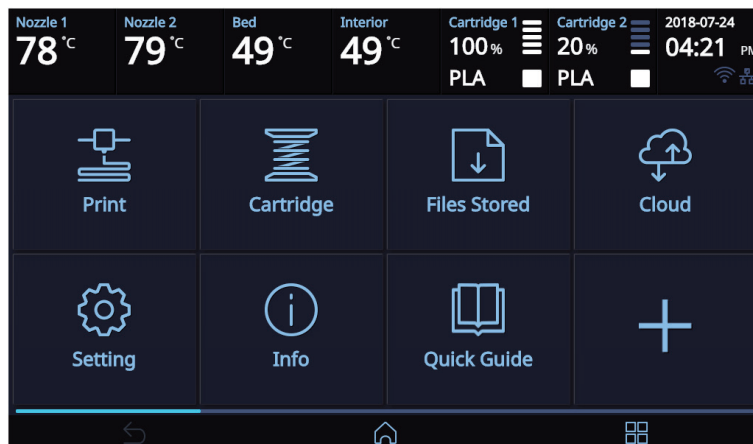 Nozzle 1
78 °C
Nozzle 2
79 °C
Bed
49 °C
Interior
49 °C
Cartridge 1
100 %
PLA
Cartridge 2
20 %
PLA
2018-07-24
04:21 PM
Print
Cartridge
Files Stored
Cloud
Setting
Info
Quick Guide